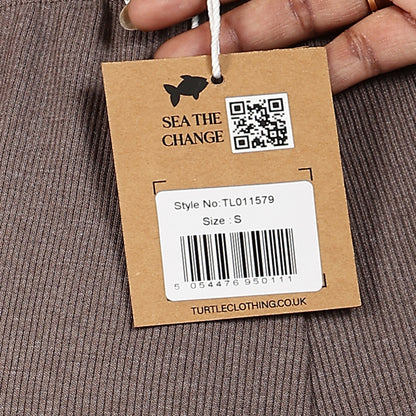 SEA THE
CHANGE
Style No:TL011579
Size : S
5 054476 950111
TURTLECLOTHING.CO.UK